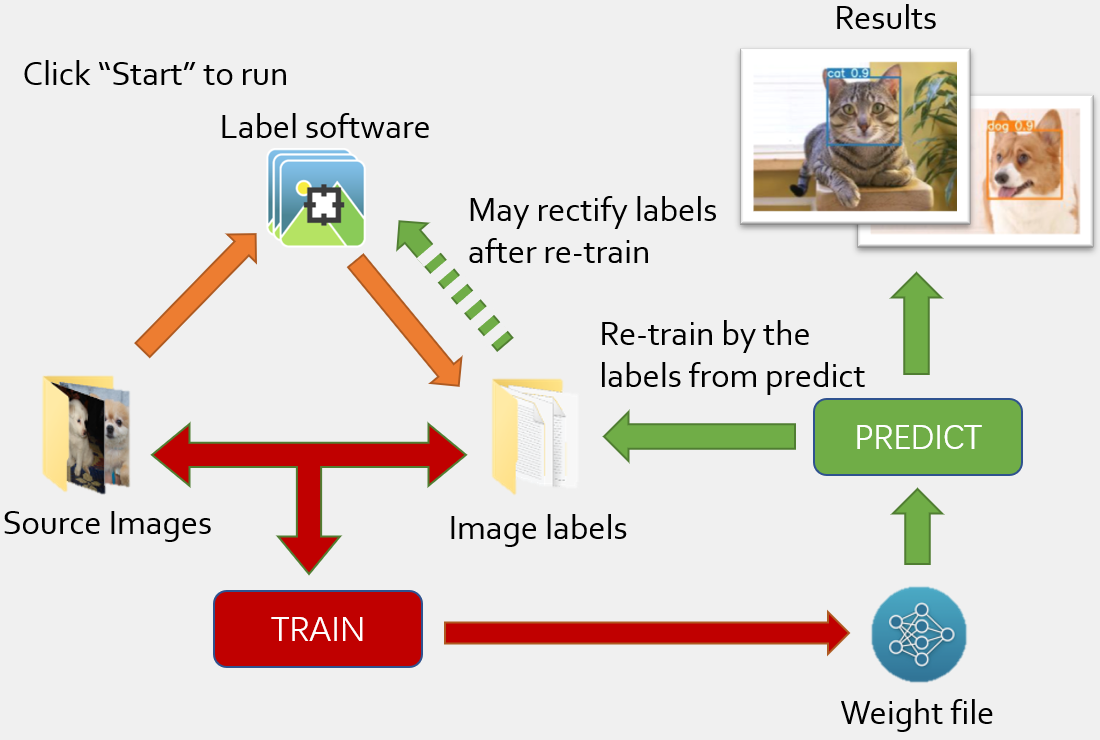 Results
Click “Start” to run
Label software
cat 0.9
dog 0.9
May rectify labels
after re-train
Re-train by the
labels from predict
PREDICT
Source Images
Image labels
TRAIN
Weight file